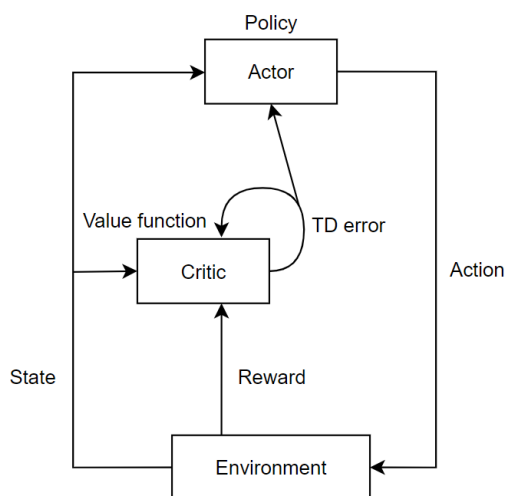 Policy
Actor
Value function
TD error
Critic
Action
State
Reward
Environment